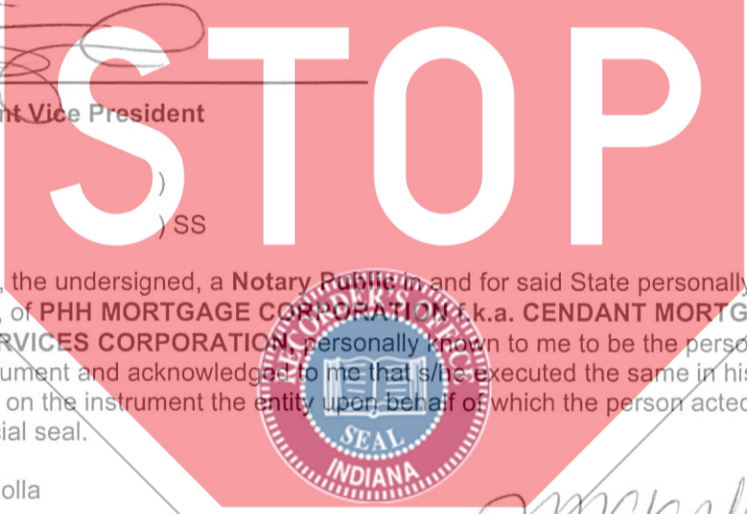 STOP
nt Vice President
)
) SS
, the undersigned, a Notary Public in and for said State personally
, of PHH MORTGAGE CORPORATION f.k.a. CENDANT MORTG
RVICES CORPORATION, personally known to me to be the perso
ument and acknowledged to me that s/he executed the same in his
on the instrument the entity upon behalf of which the person acted
cial seal.
olla
RECORDER'S OFFICE
SEAL
INDIANA